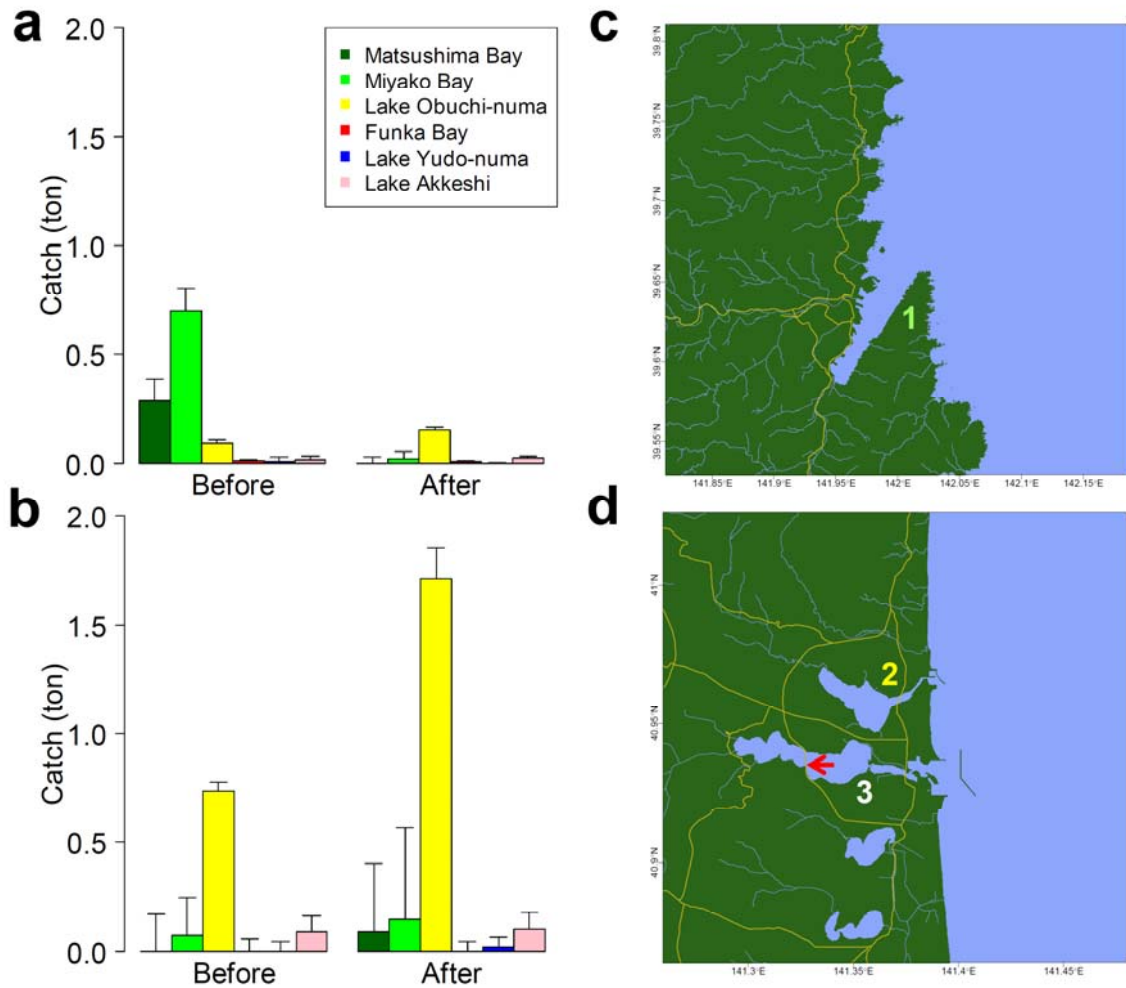 a
Catch (ton)
2.0
1.5
1.0
0.5
0.0
Matsushima Bay
Miyako Bay
Lake Obuchi-numa
Funka Bay
Lake Yudo-numa
Lake Akkeshi
Before After
b
Catch (ton)
2.0
1.5
1.0
0.5
0.0
Before After
c
39.8°N
39.75°N
39.7°N
39.65°N
39.6°N
39.55°N
1
141.85°E 141.9°E 141.95°E 142°E 142.05°E 142.1°E 142.15°E
d
41°N
40.95°N
40.9°N
2
3
141.3°E 141.35°E 141.4°E 141.45°E